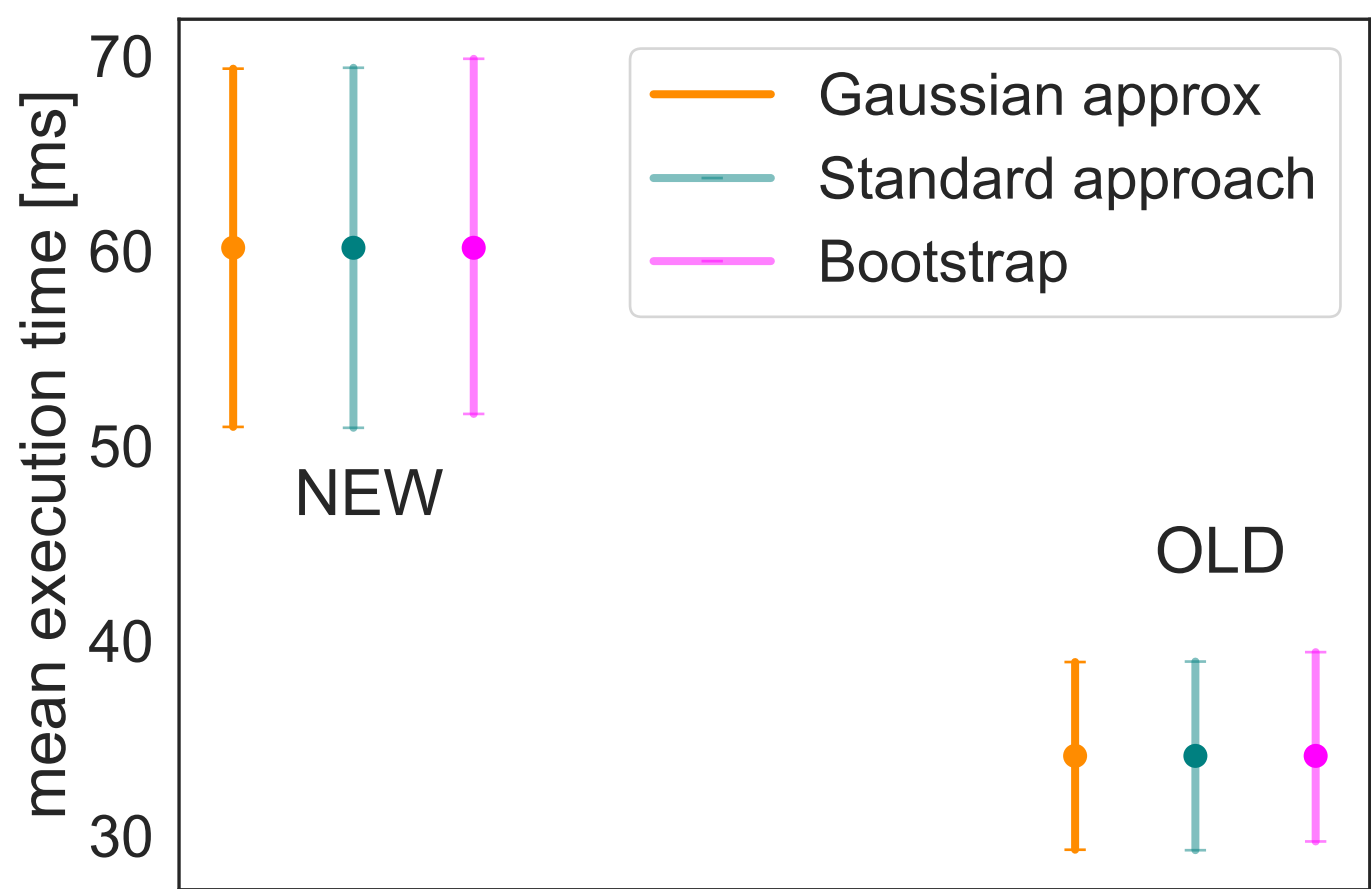 mean execution time [ms]
70
60
50
40
30
Gaussian approx
Standard approach
Bootstrap
NEW
OLD